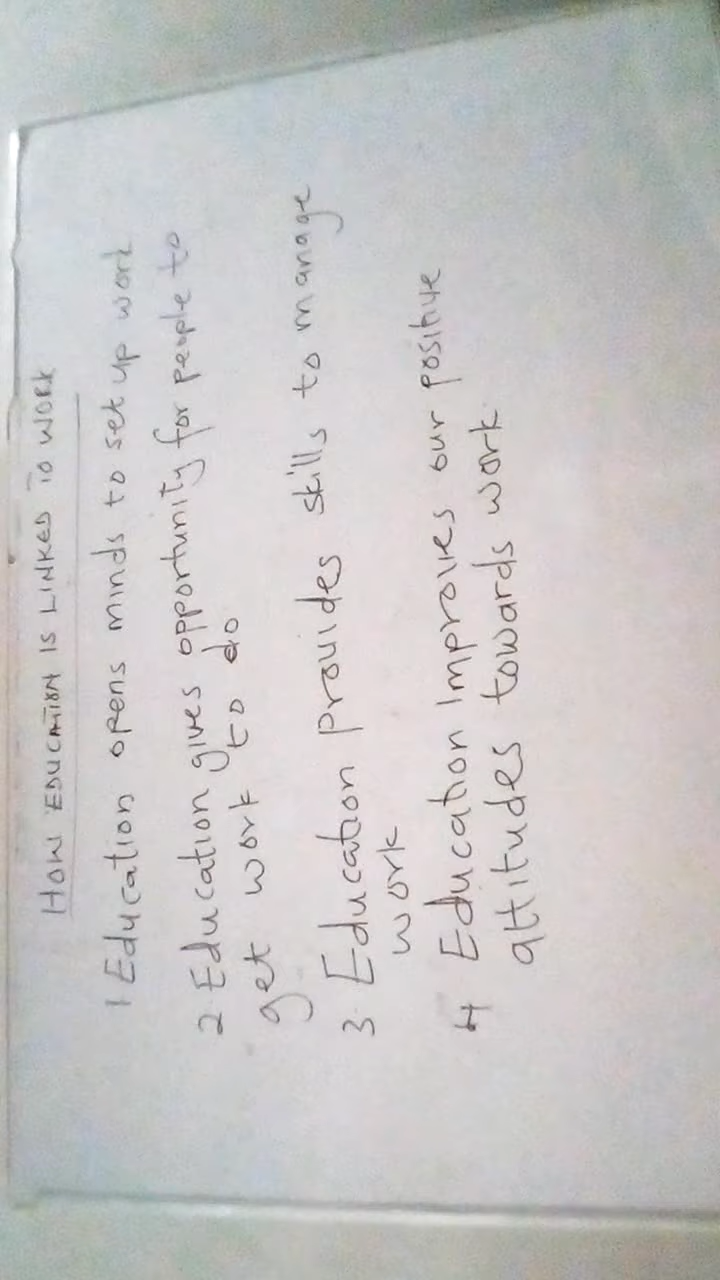 HOW EDUCATION IS LINKED TO WORK
1 Education opens minds to set up work
2 Education gives opportunity for people to
get work to do
3. Education provides skills to manage
work
4 Education Improves our positive
attitudes towards work.